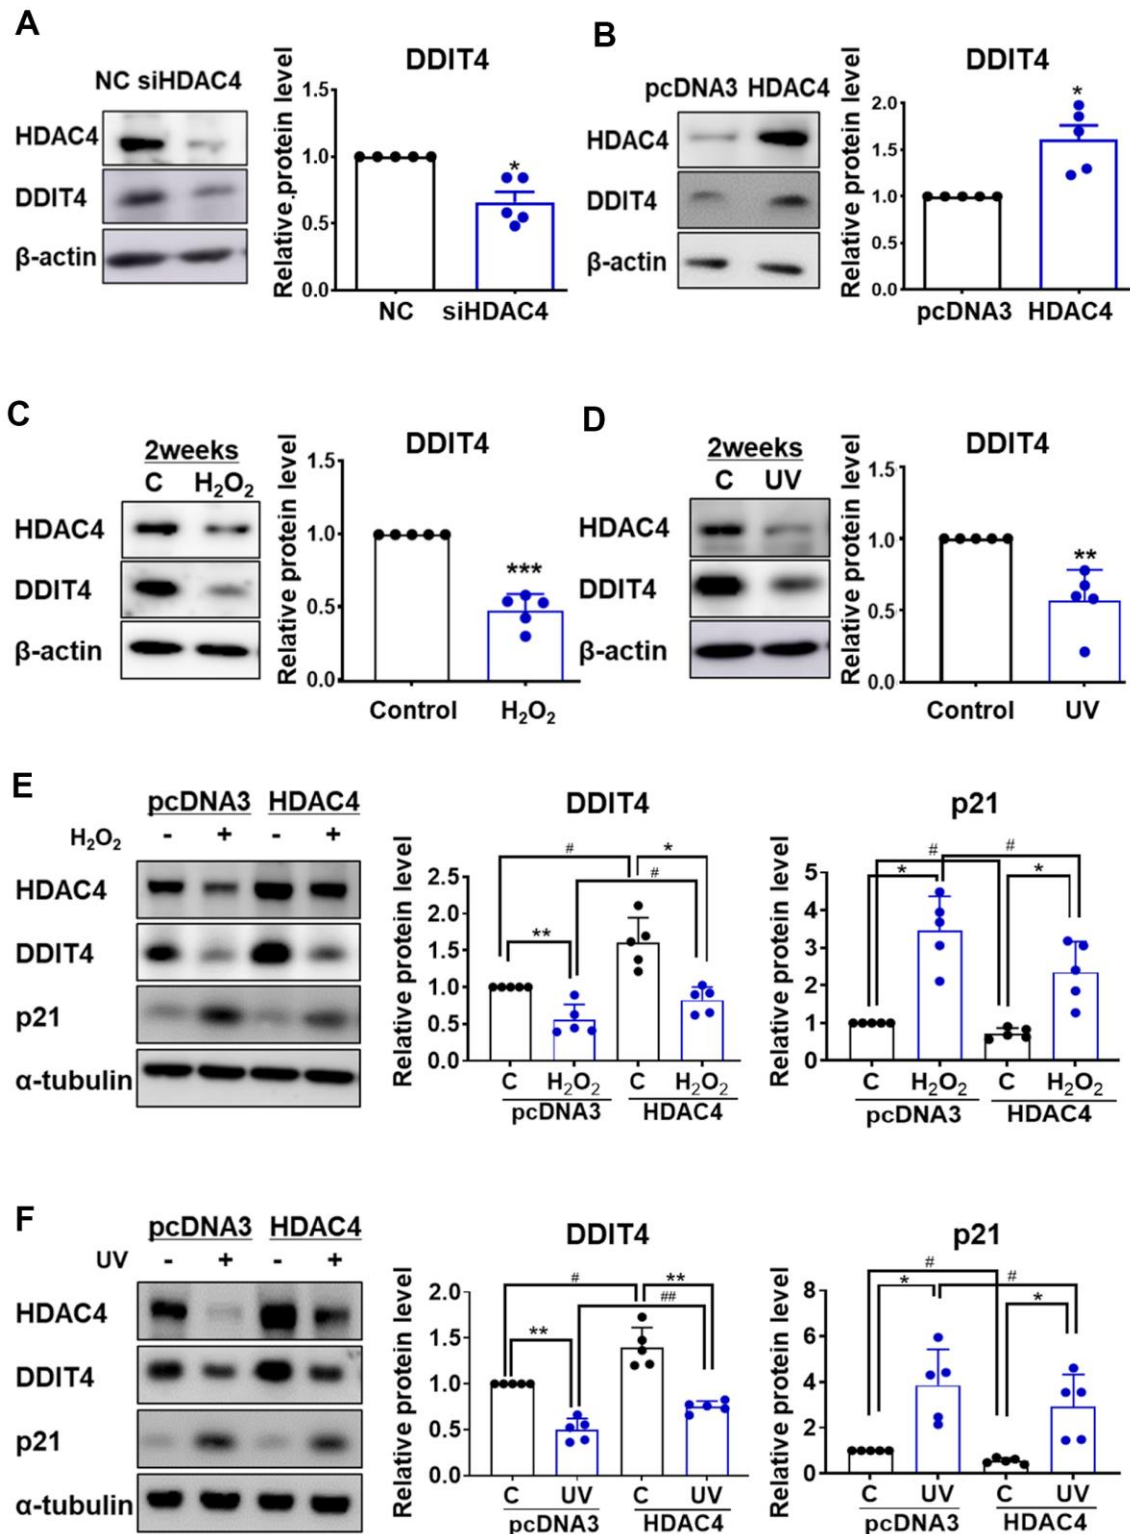 A
NC siHDAC4
HDAC4
DDIT4
β-actin
DDIT4
Relative protein level
1.5
1.0
0.5
0.0
*
NC siHDAC4
B
pcDNA3 HDAC4
HDAC4
DDIT4
β-actin
DDIT4
Relative protein level
2.0
1.5
1.0
0.5
0.0
*
pcDNA3 HDAC4
C
2weeks
C H₂O₂
HDAC4
DDIT4
β-actin
DDIT4
Relative protein level
1.5
1.0
0.5
0.0
***
Control H₂O₂
D
2weeks
C UV
HDAC4
DDIT4
β-actin
DDIT4
Relative protein level
1.5
1.0
0.5
0.0
**
Control UV
E
pcDNA3 HDAC4
H₂O₂ - + - +
HDAC4
DDIT4
p21
α-tubulin
DDIT4
Relative protein level
2.5
2.0
1.5
1.0
0.5
0.0
# *
#
**
C H₂O₂ C H₂O₂
pcDNA3 HDAC4
p21
Relative protein level
5
4
3
2
1
0
# #
* *
C H₂O₂ C H₂O₂
pcDNA3 HDAC4
F
pcDNA3 HDAC4
UV - + - +
HDAC4
DDIT4
p21
α-tubulin
DDIT4
Relative protein level
2.0
1.5
1.0
0.5
0.0
# **
##
**
C UV C UV
pcDNA3 HDAC4
p21
Relative protein level
8
6
4
2
0
#
* #
*
C UV C UV
pcDNA3 HDAC4